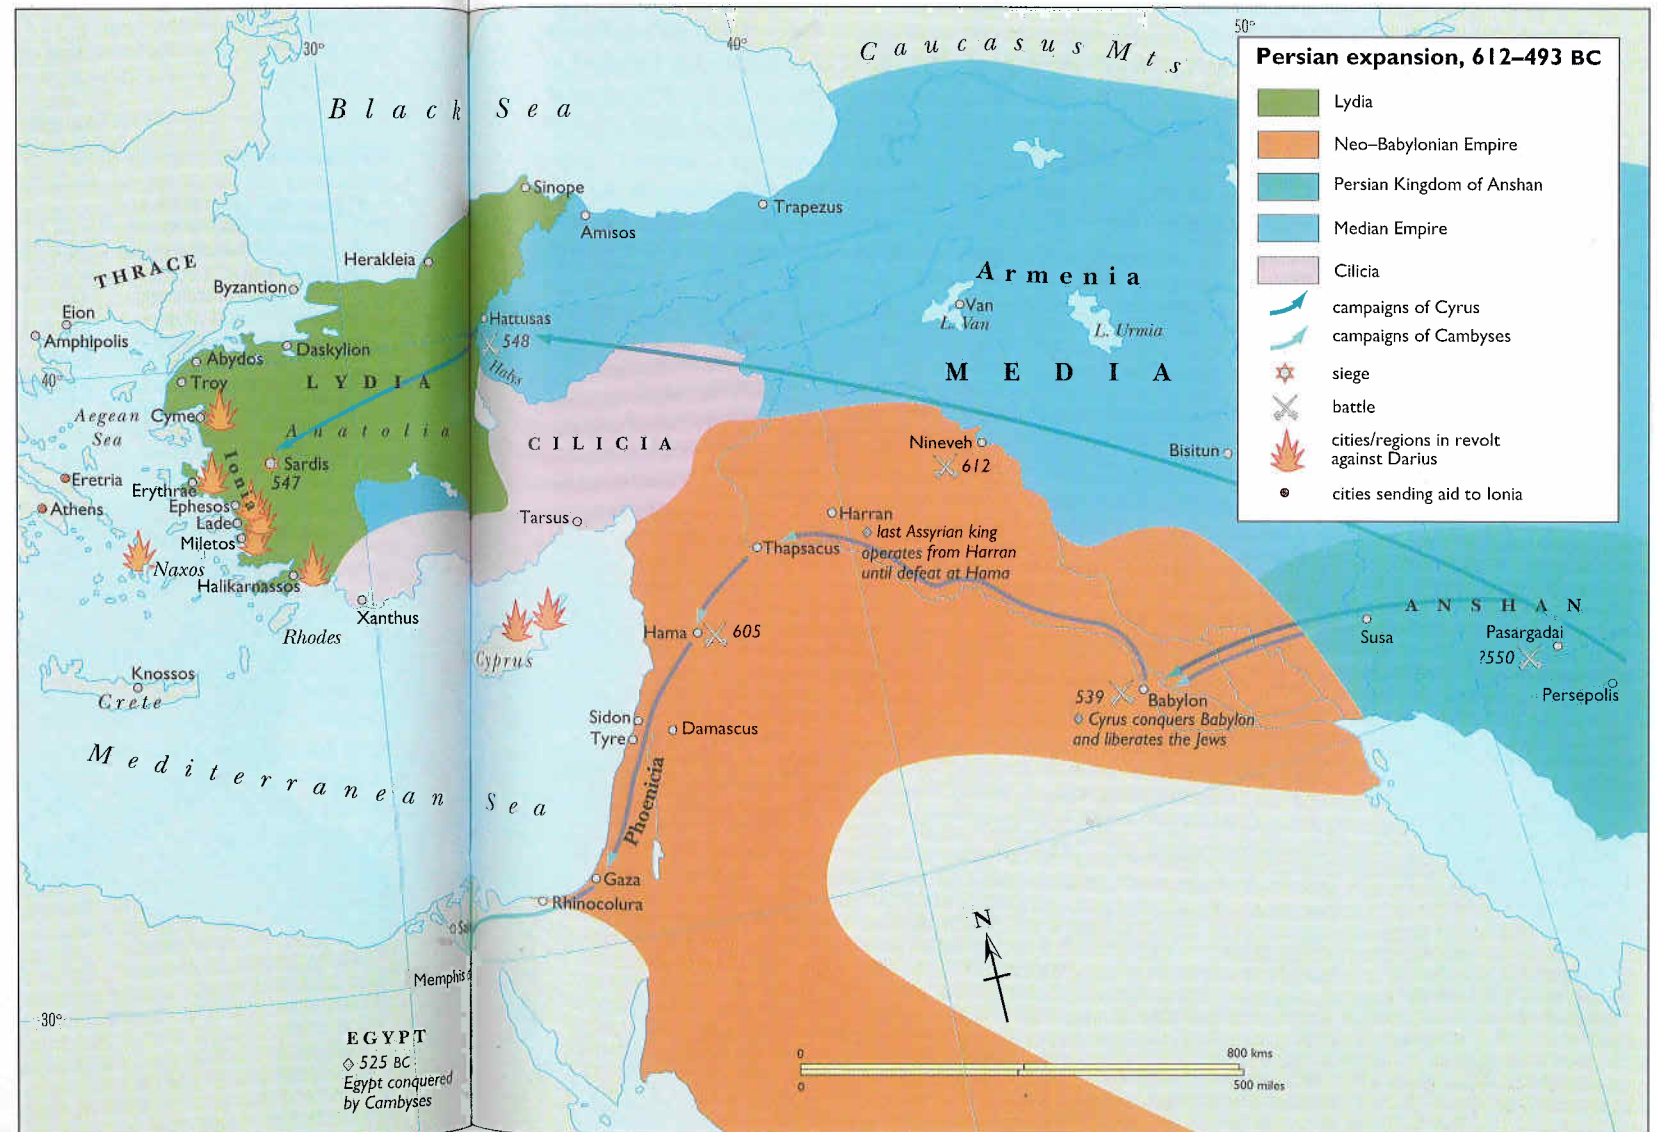 30°
40°
50°
Caucasus Mts
Black Sea
Persian expansion, 612–493 BC
Lydia
Neo–Babylonian Empire
Persian Kingdom of Anshan
Median Empire
Cilicia
campaigns of Cyrus
campaigns of Cambyses
siege
battle
cities/regions in revolt
against Darius
cities sending aid to Ionia
Sinope
Trapezus
Amisos
Herakleia
THRACE
Byzantion
Armenia
Eion
Amphipolis
Hattusas
548
Van
L. Van
L. Urmia
Abydos
Daskylion
40°
Troy
LYDIA
Halys
MEDIA
Aegean
Sea
Cyme
Anatolia
CILICIA
Nineveh
612
Bisitun
Ionia
Sardis
547
Eretria
Erythrae
Athens
Ephesos
Lade
Miletos
Tarsus
Harran
last Assyrian king
operates from Harran
until defeat at Hama
Thapsacus
Naxos
Halikarnassos
Xanthus
Rhodes
ANSHAN
Susa
Pasargadai
?550
Persepolis
Hama
605
Cyprus
Knossos
Crete
539
Babylon
Cyrus conquers Babylon
and liberates the Jews
Sidon
Tyre
Damascus
Mediterranean Sea
Phoenicia
Gaza
Rhinocolura
N
Memphis
30°
EGYPT
525 BC
Egypt conquered
by Cambyses
0
800 kms
0
500 miles